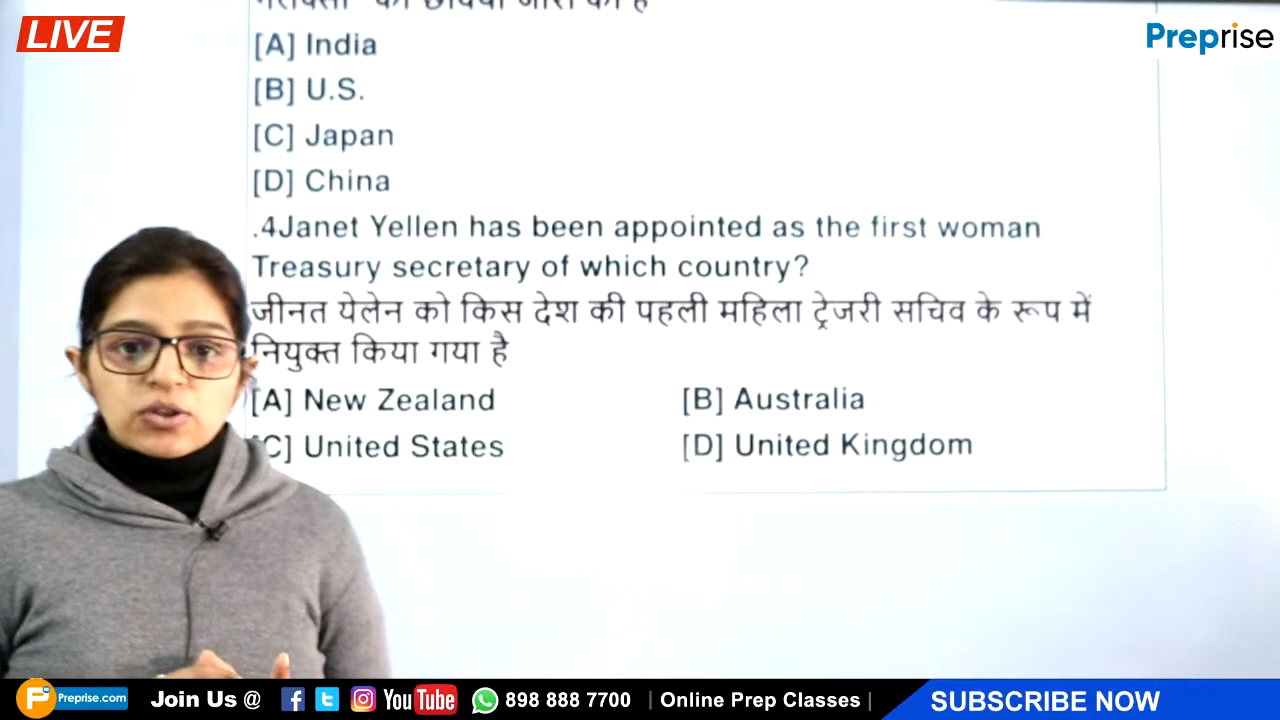 LIVE
Preprise
[A] India
[B] U.S.
[C] Japan
[D] China
.4Janet Yellen has been appointed as the first woman
Treasury secretary of which country?
जीनत येलेन को किस देश की पहली महिला ट्रेजरी सचिव के रूप में
नियुक्त किया गया है
[A] New Zealand [B] Australia
C] United States [D] United Kingdom
Preprise.com Join Us @ YouTube 898 888 7700 | Online Prep Classes | SUBSCRIBE NOW